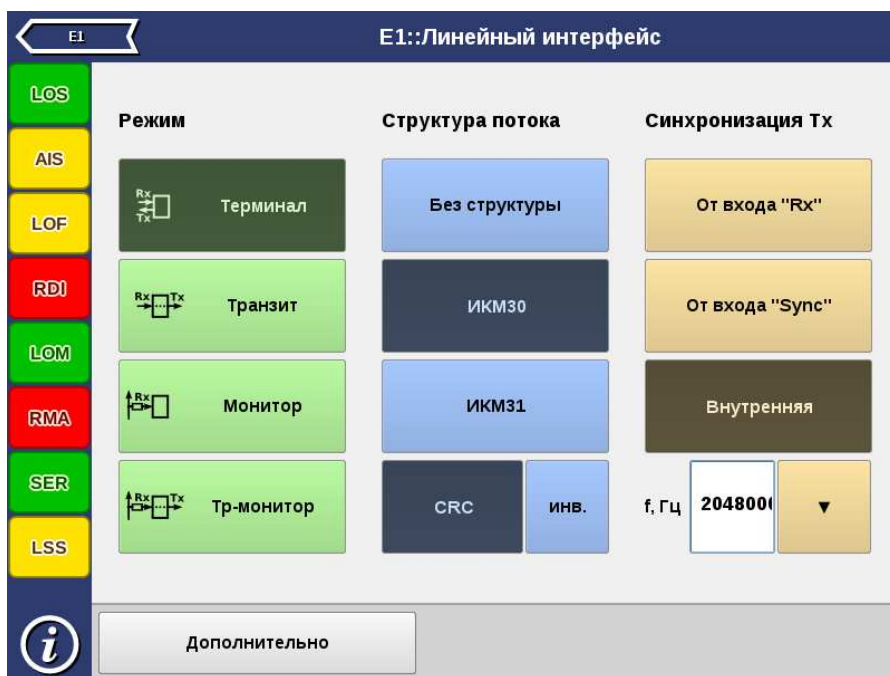 E1
E1::Линейный интерфейс
LOS
AIS
LOF
RDI
LOM
RMA
SER
LSS
Режим
Rx
Tx
Терминал
Rx Tx
Транзит
Rx
Монитор
Rx Tx
Тр-монитор
Структура потока
Без структуры
ИКМ30
ИКМ31
CRC
инв.
Синхронизация Tx
От входа "Rx"
От входа "Sync"
Внутренняя
f, Гц
204800
▼
i
Дополнительно